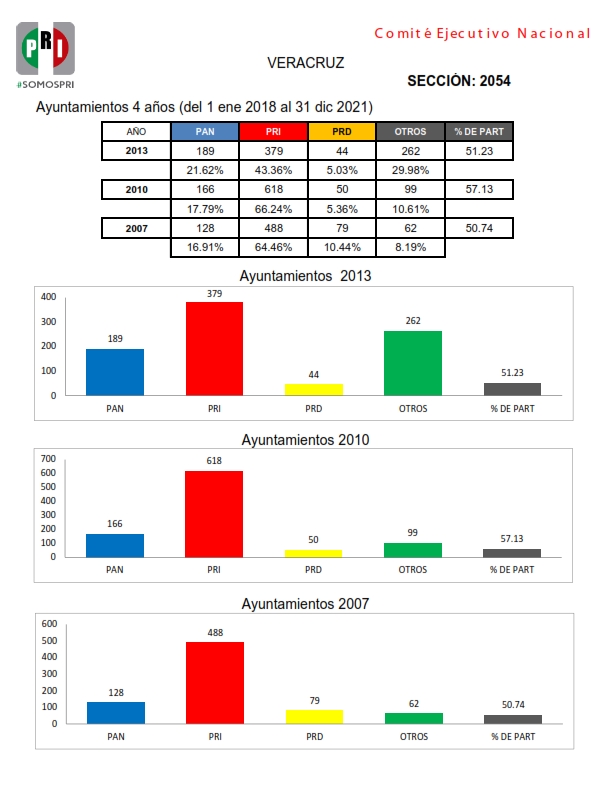 Comité Ejecutivo Nacional
PRI
#SOMOSPRI
VERACRUZ
SECCIÓN: 2054
Ayuntamientos 4 años (del 1 ene 2018 al 31 dic 2021)
AÑO PAN PRI PRD OTROS % DE PART
2013 189 379 44 262 51.23
21.62% 43.36% 5.03% 29.98%
2010 166 618 50 99 57.13
17.79% 66.24% 5.36% 10.61%
2007 128 488 79 62 50.74
16.91% 64.46% 10.44% 8.19%
Ayuntamientos 2013
400
300
200
100
0
189 379 44 262 51.23
PAN PRI PRD OTROS % DE PART
Ayuntamientos 2010
700
600
500
400
300
200
100
0
166 618 50 99 57.13
PAN PRI PRD OTROS % DE PART
Ayuntamientos 2007
600
500
400
300
200
100
0
128 488 79 62 50.74
PAN PRI PRD OTROS % DE PART